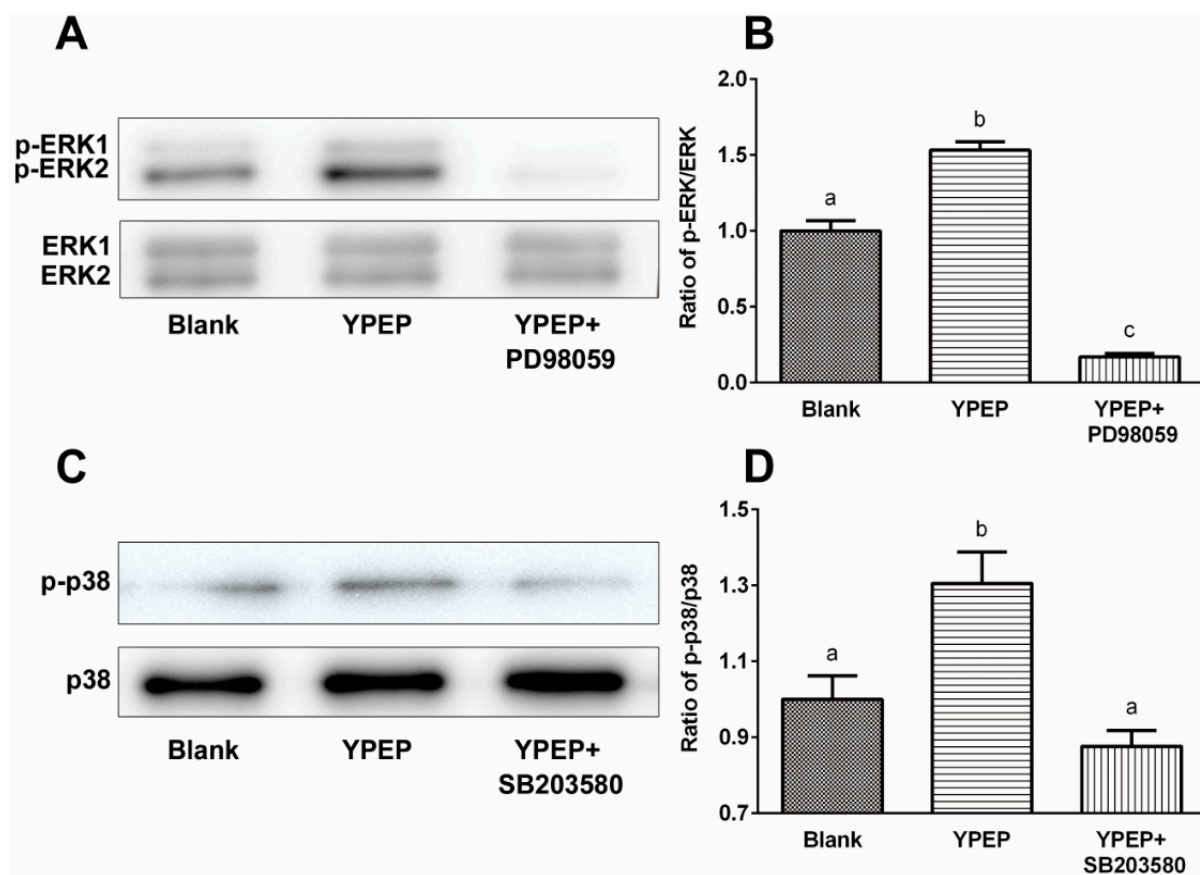 A
p-ERK1
p-ERK2
ERK1
ERK2
Blank
YPEP
YPEP+
PD98059
B
Ratio of p-ERK/ERK
2.0
1.5
1.0
0.5
0.0
a
b
c
Blank
YPEP
YPEP+
PD98059
C
p-p38
p38
Blank
YPEP
YPEP+
SB203580
D
Ratio of p-p38/p38
1.5
1.3
1.1
0.9
0.7
a
b
a
Blank
YPEP
YPEP+
SB203580